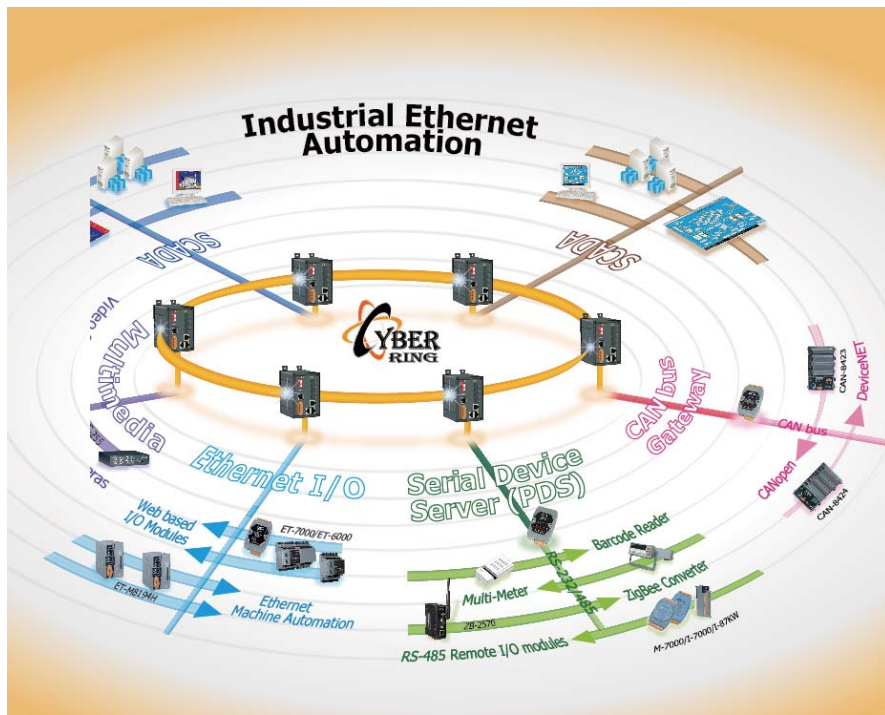 Industrial Ethernet
Automation
SCADA
SCADA
CYBER
RING
Multimedia
eras
Ethernet I/O
Serial Device
Server (PDS)
CAN bus
Gateway
CAN bus
CAN-8423
DeviceNET
CANopen
CAN-8424
Web based
I/O Modules
ET-7000/ET-6000
ET-M8194H
Ethernet
Machine Automation
RS-232/485
Barcode Reader
Multi-Meter
ZigBee Converter
ZB-2570
RS-485 Remote I/O modules
M-7000/I-7000/I-87KW